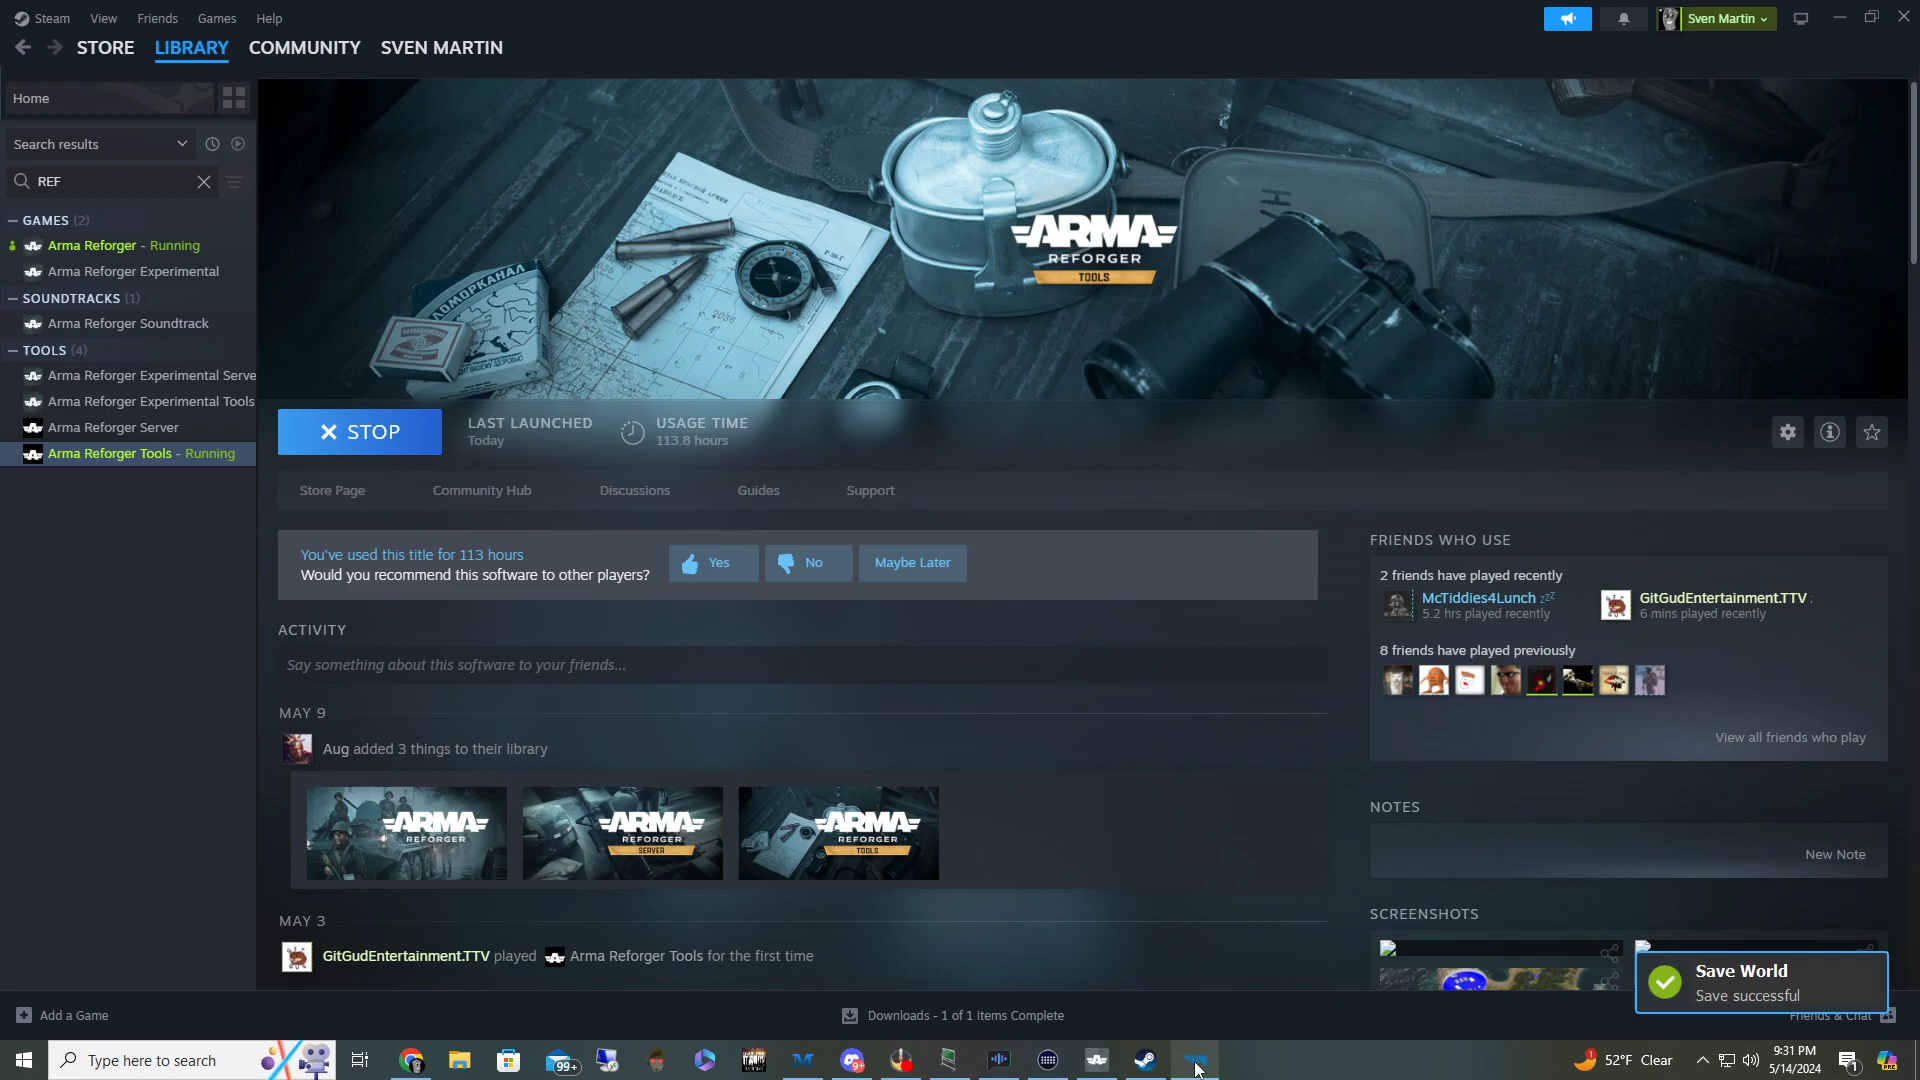 Steam View Friends Games Help
Sven Martin
STORE LIBRARY COMMUNITY SVEN MARTIN
Home
Search results
REF
GAMES (2)
Arma Reforger - Running
Arma Reforger Experimental
SOUNDTRACKS (1)
Arma Reforger Soundtrack
TOOLS (4)
Arma Reforger Experimental Serve
Arma Reforger Experimental Tools
Arma Reforger Server
Arma Reforger Tools - Running
ARMA
REFORGER
TOOLS
STOP
LAST LAUNCHED
Today
USAGE TIME
113.8 hours
Store Page Community Hub Discussions Guides Support
You've used this title for 113 hours
Would you recommend this software to other players?
Yes No Maybe Later
ACTIVITY
Say something about this software to your friends...
MAY 9
Aug added 3 things to their library
ARMA
REFORGER
ARMA
REFORGER
SERVER
ARMA
REFORGER
TOOLS
MAY 3
GitGudEntertainment.TTV played Arma Reforger Tools for the first time
FRIENDS WHO USE
2 friends have played recently
McTiddies4Lunch zzz
5.2 hrs played recently
GitGudEntertainment.TTV
6 mins played recently
8 friends have played previously
View all friends who play
NOTES
New Note
SCREENSHOTS
Save World
Save successful
Add a Game
Downloads - 1 of 1 Items Complete
Friends & Chat
Type here to search
99+
9+
52°F Clear
9:31 PM
5/14/2024
1
PRE